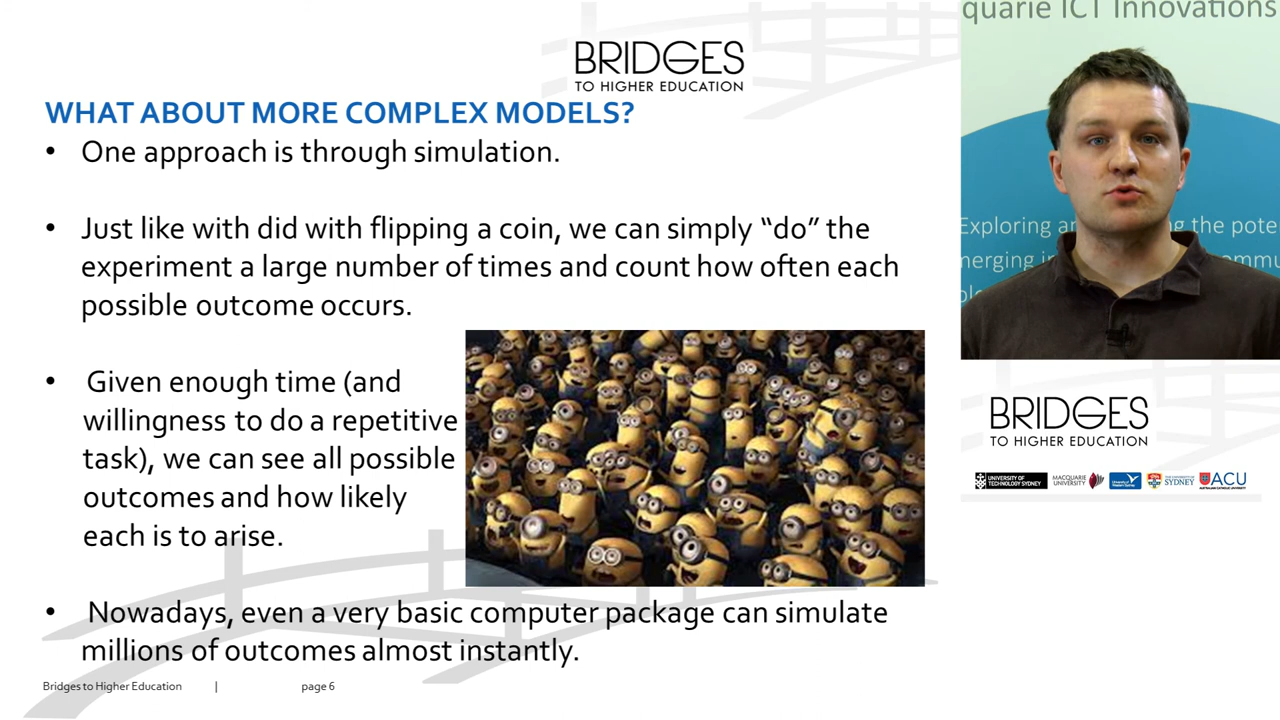 BRIDGES
TO HIGHER EDUCATION
WHAT ABOUT MORE COMPLEX MODELS?
• One approach is through simulation.
• Just like with did with flipping a coin, we can simply “do” the
experiment a large number of times and count how often each
possible outcome occurs.
• Given enough time (and
willingness to do a repetitive
task), we can see all possible
outcomes and how likely
each is to arise.
• Nowadays, even a very basic computer package can simulate
millions of outcomes almost instantly.
Bridges to Higher Education | page 6
quarie ICT Innovations
Exploring an g the pote
merging in ommu
BRIDGES
TO HIGHER EDUCATION
UNIVERSITY OF
TECHNOLOGY SYDNEY
MACQUARIE
UNIVERSITY
SYDNEY
ACU